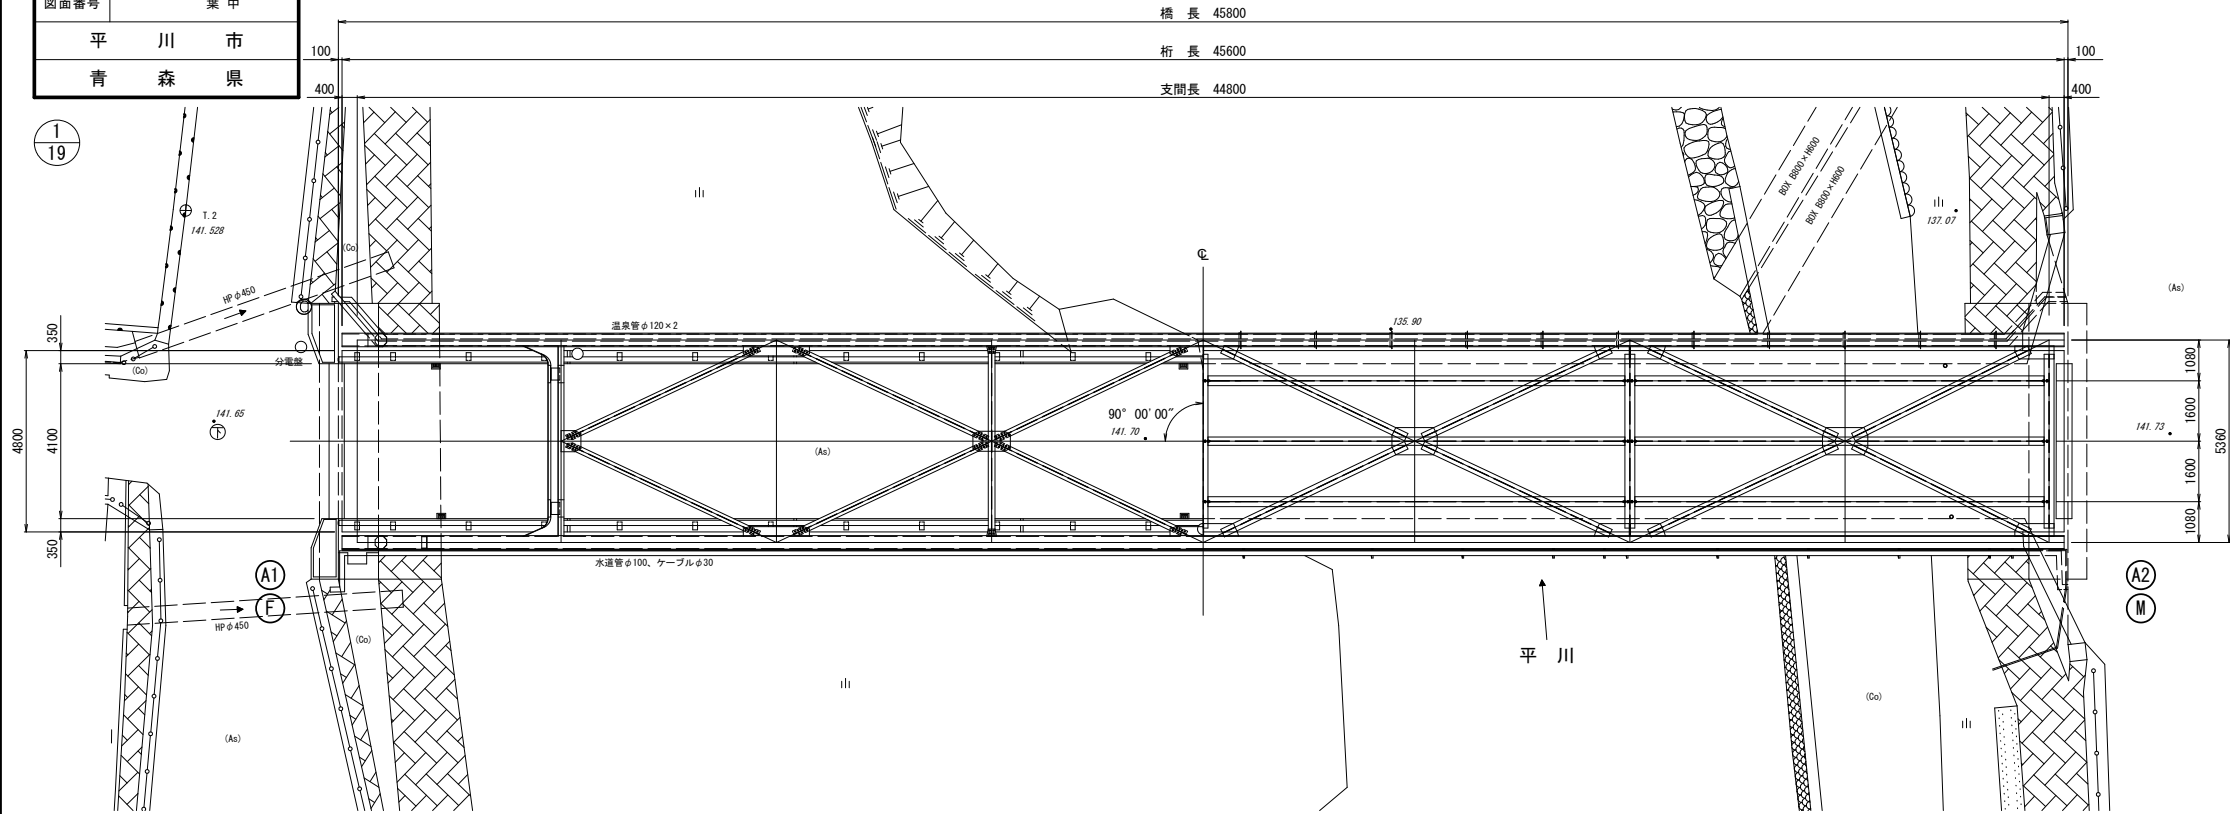 図面番号 葉中
平川市
青森県
1
19
橋長 45800
100 桁長 45600 100
400 支間長 44800 400
T.2
141.528
(Co)
HPφ450
BOX B800×H600
BOX B800×H600
137.07
(As)
℄
温泉管φ120×2
135.90
350
分電盤
(Co)
1080
141.65
下
4800
4100
90°00'00"
141.70
(As)
1600
141.73
5360
1600
1080
350
水道管φ100、ケーブルφ30
A1
F
HPφ450
(Co)
A2
M
平川
(Co)
(As)